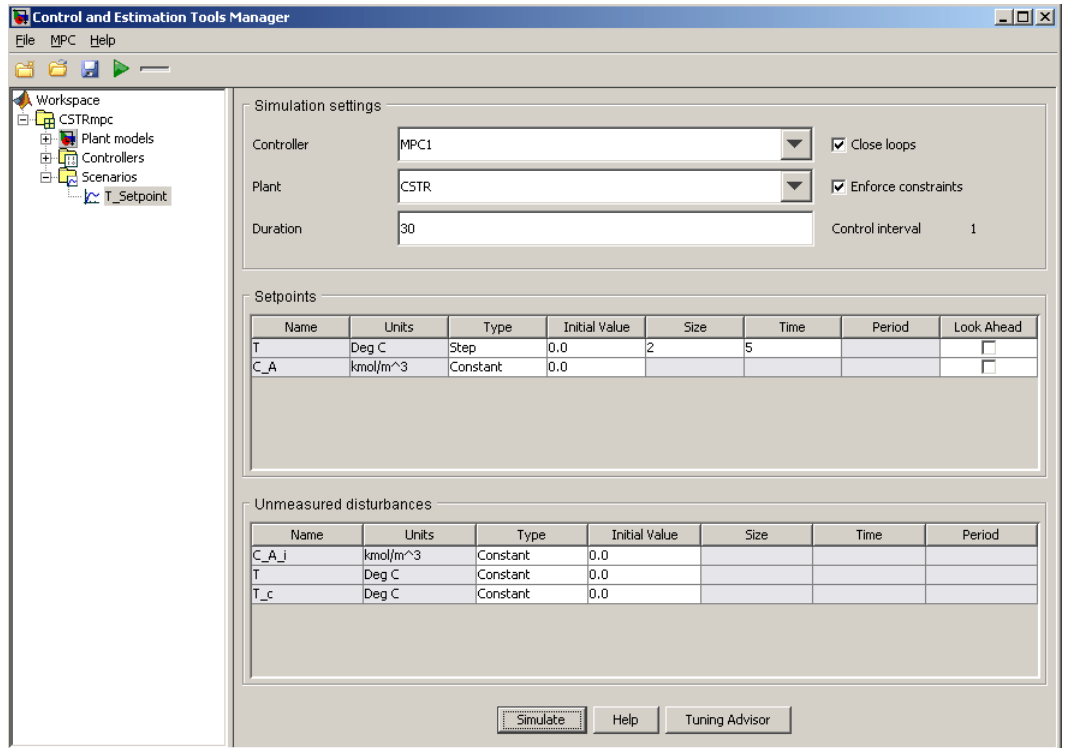 Control and Estimation Tools Manager
File MPC Help
Workspace
CSTRmpc
Plant models
Controllers
Scenarios
T_Setpoint
Simulation settings
Controller MPC1 Close loops
Plant CSTR Enforce constraints
Duration 30 Control interval 1
Setpoints
Name Units Type Initial Value Size Time Period Look Ahead
T Deg C Step 0.0 2 5
C_A kmol/m^3 Constant 0.0
Unmeasured disturbances
Name Units Type Initial Value Size Time Period
C_A_i kmol/m^3 Constant 0.0
T Deg C Constant 0.0
T_c Deg C Constant 0.0
Simulate Help Tuning Advisor